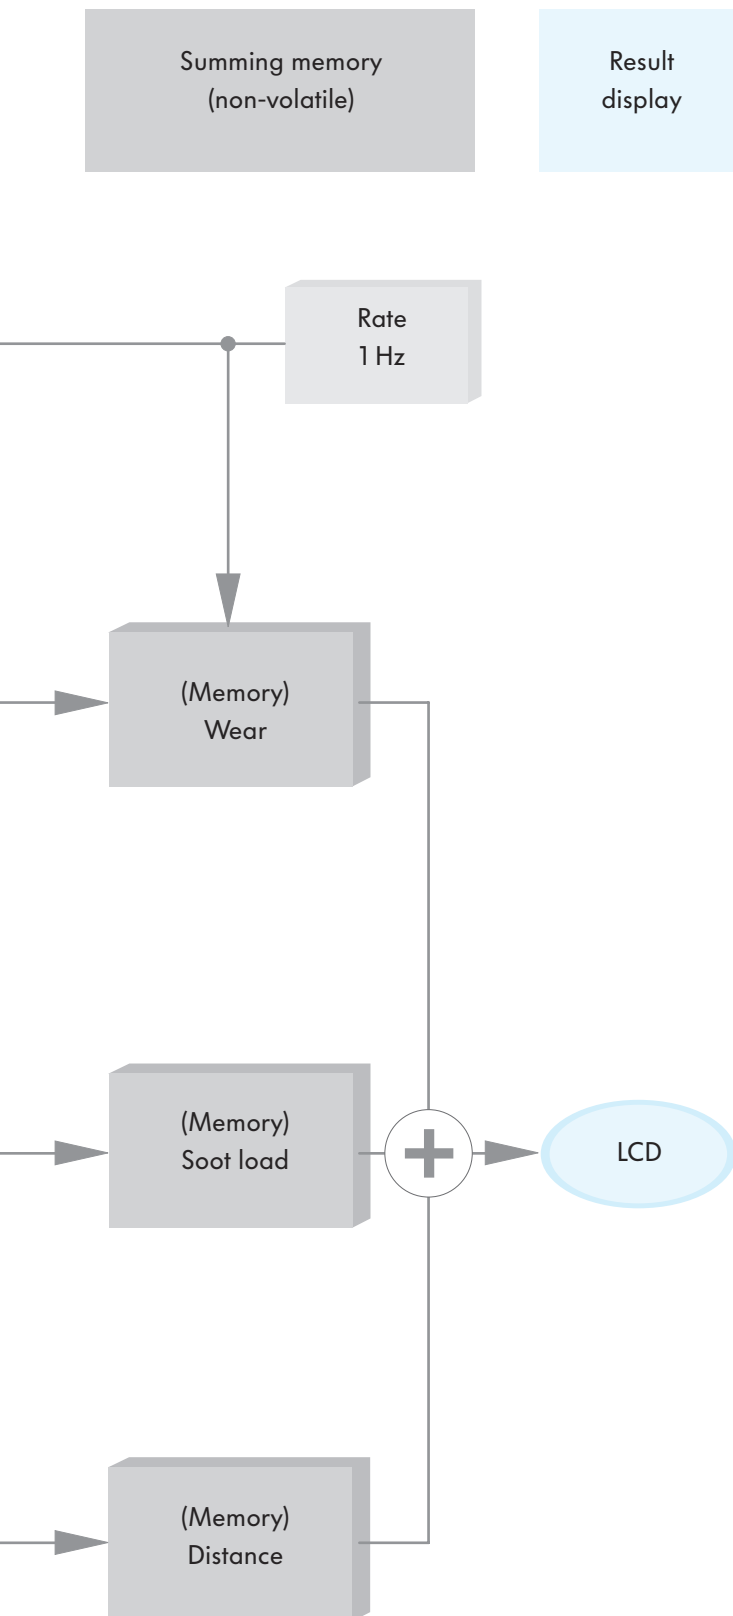 Summing memory
(non-volatile)
Result
display
Rate
1 Hz
(Memory)
Wear
(Memory)
Soot load
LCD
(Memory)
Distance